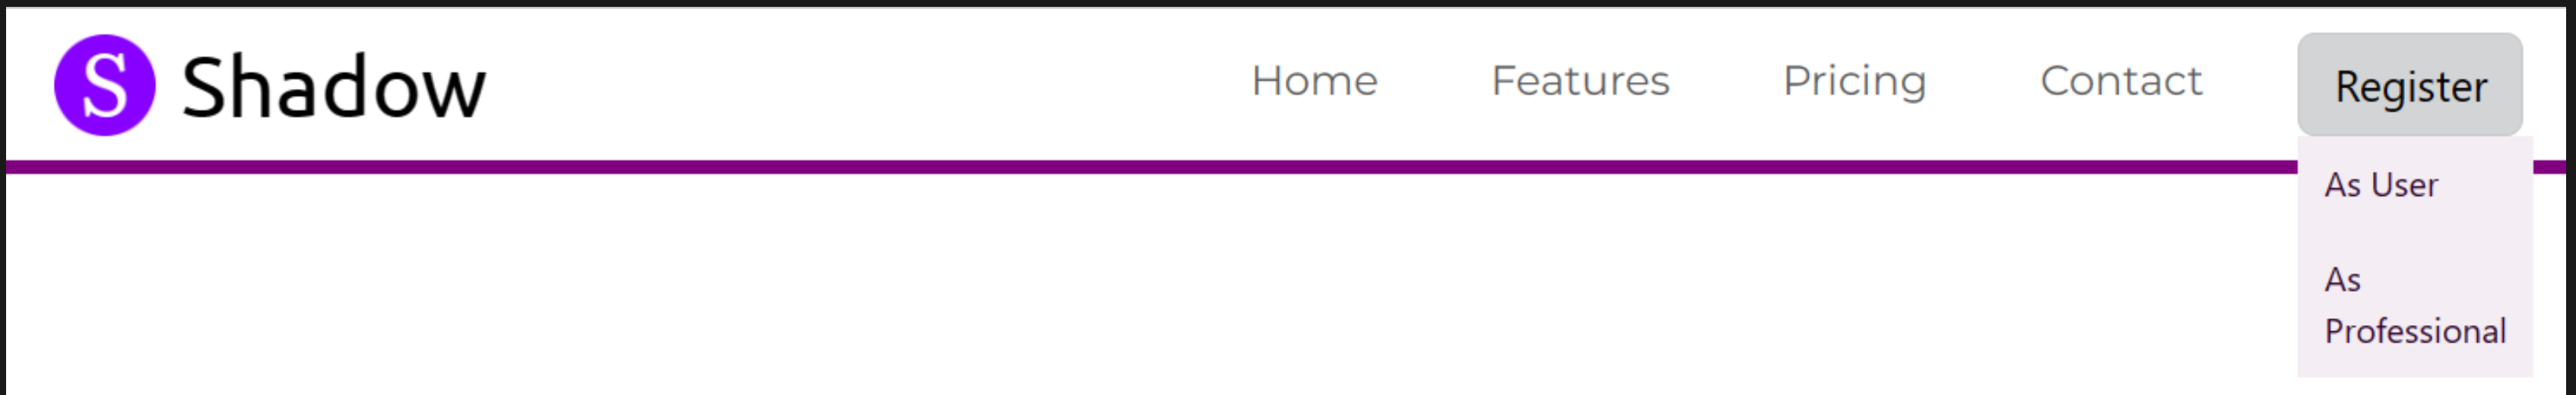 S Shadow Home Features Pricing Contact Register
As User
As
Professional